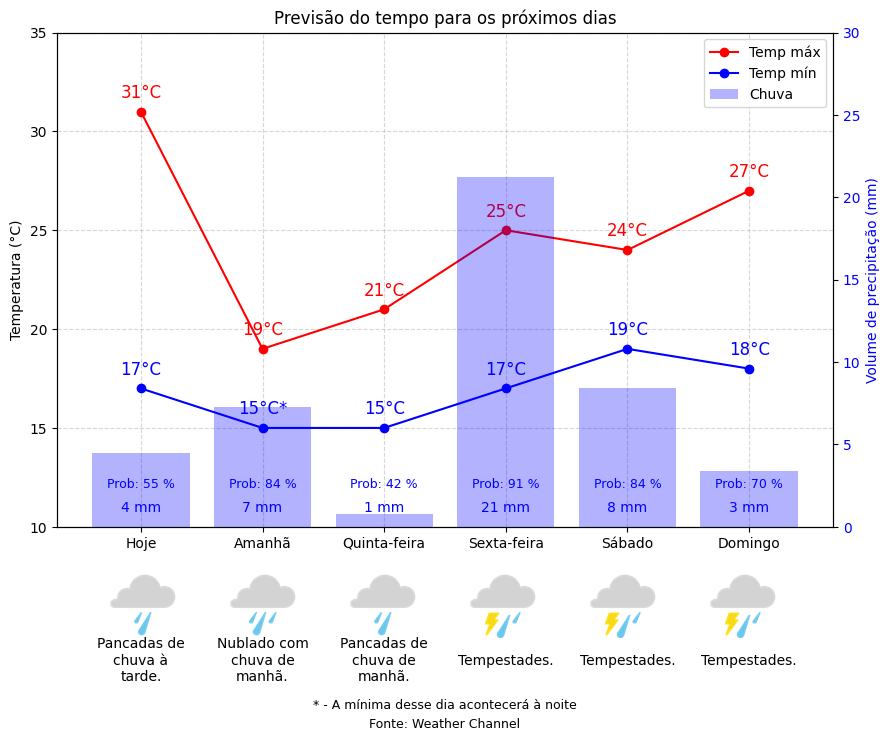 Previsão do tempo para os próximos dias
35
30
25
20
15
10
Temperatura (°C)
30
25
20
15
10
5
0
Volume de precipitação (mm)
Temp máx
Temp mín
Chuva
31°C
19°C
21°C
25°C
24°C
27°C
17°C
15°C*
15°C
17°C
19°C
18°C
Prob: 55 %
Prob: 84 %
Prob: 42 %
Prob: 91 %
Prob: 84 %
Prob: 70 %
4 mm
7 mm
1 mm
21 mm
8 mm
3 mm
Hoje
Amanhã
Quinta-feira
Sexta-feira
Sábado
Domingo
Pancadas de
chuva à
tarde.
Nublado com
chuva de
manhã.
Pancadas de
chuva de
manhã.
Tempestades.
Tempestades.
Tempestades.
* - A mínima desse dia acontecerá à noite
Fonte: Weather Channel